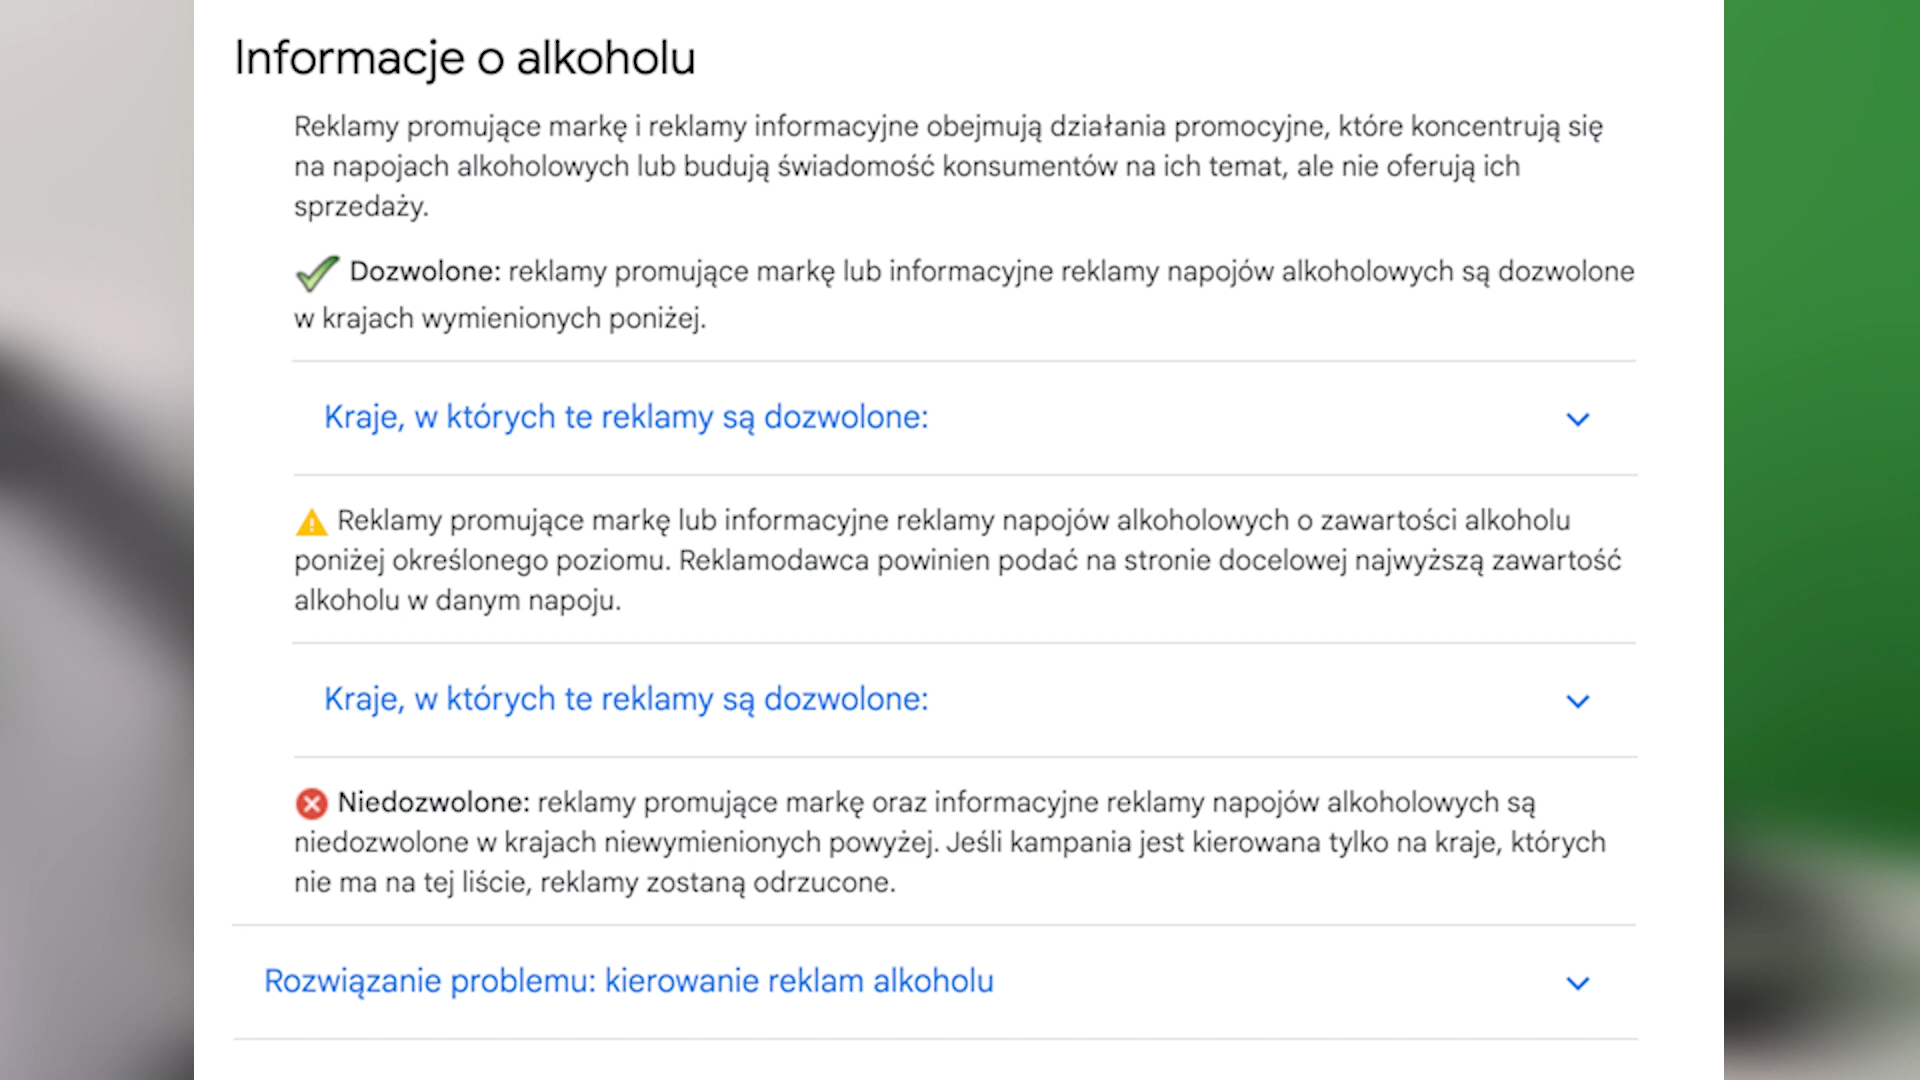 Informacje o alkoholu
Reklamy promujące markę i reklamy informacyjne obejmują działania promocyjne, które koncentrują się
na napojach alkoholowych lub budują świadomość konsumentów na ich temat, ale nie oferują ich
sprzedaży.
Dozwolone: reklamy promujące markę lub informacyjne reklamy napojów alkoholowych są dozwolone
w krajach wymienionych poniżej.
Kraje, w których te reklamy są dozwolone:
Reklamy promujące markę lub informacyjne reklamy napojów alkoholowych o zawartości alkoholu
poniżej określonego poziomu. Reklamodawca powinien podać na stronie docelowej najwyższą zawartość
alkoholu w danym napoju.
Kraje, w których te reklamy są dozwolone:
Niedozwolone: reklamy promujące markę oraz informacyjne reklamy napojów alkoholowych są
niedozwolone w krajach niewymienionych powyżej. Jeśli kampania jest kierowana tylko na kraje, których
nie ma na tej liście, reklamy zostaną odrzucone.
Rozwiązanie problemu: kierowanie reklam alkoholu